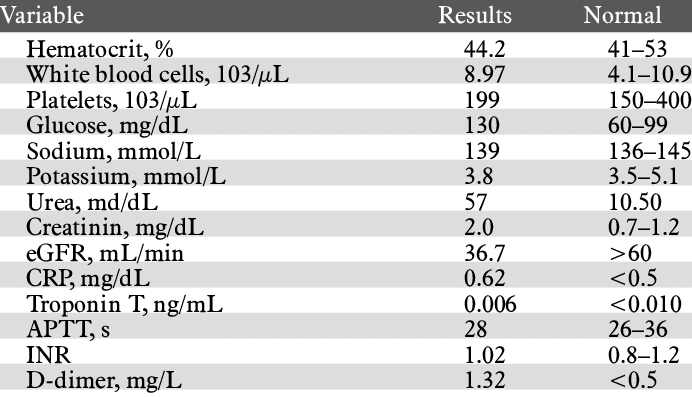 Variable Results Normal
Hematocrit, % 44.2 41–53
White blood cells, 103/μL 8.97 4.1–10.9
Platelets, 103/μL 199 150–400
Glucose, mg/dL 130 60–99
Sodium, mmol/L 139 136–145
Potassium, mmol/L 3.8 3.5–5.1
Urea, md/dL 57 10.50
Creatinin, mg/dL 2.0 0.7–1.2
eGFR, mL/min 36.7 >60
CRP, mg/dL 0.62 <0.5
Troponin T, ng/mL 0.006 <0.010
APTT, s 28 26–36
INR 1.02 0.8–1.2
D-dimer, mg/L 1.32 <0.5